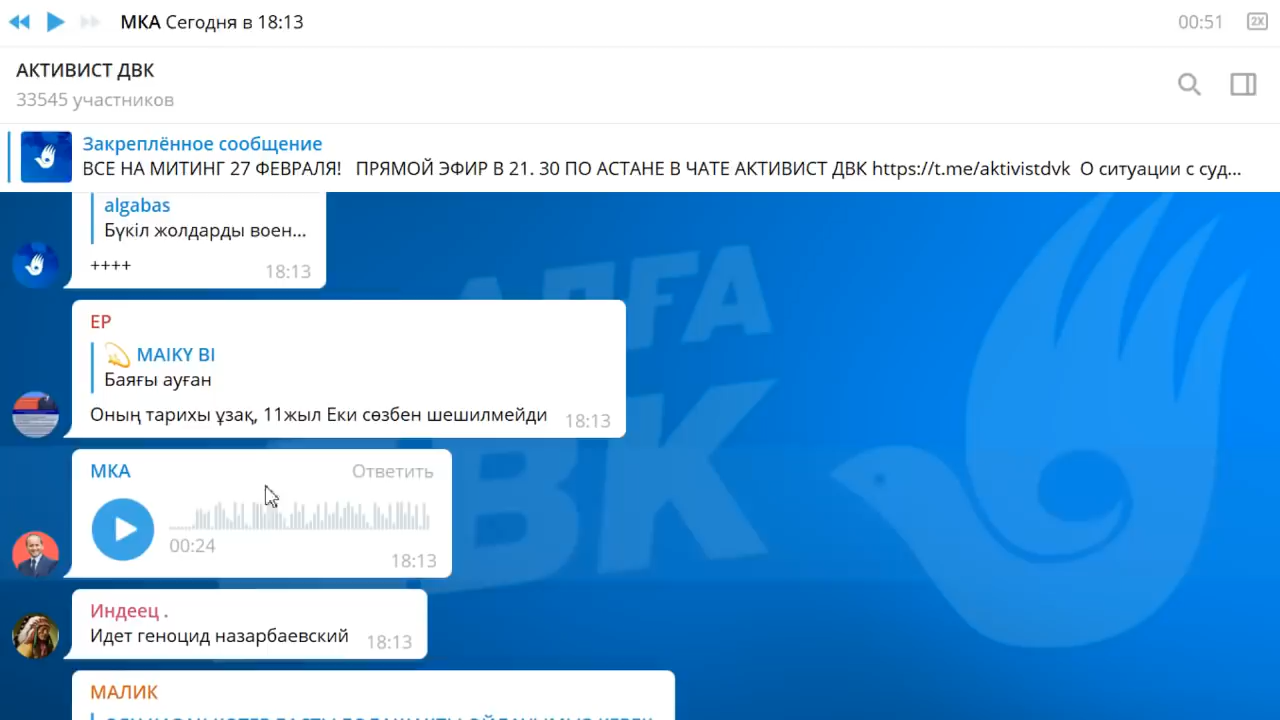 МКА Сегодня в 18:13
00:51
2X
АКТИВИСТ ДВК
33545 участников
Закреплённое сообщение
ВСЕ НА МИТИНГ 27 ФЕВРАЛЯ! ПРЯМОЙ ЭФИР В 21. 30 ПО АСТАНЕ В ЧАТЕ АКТИВИСТ ДВК https://t.me/aktivistdvk О ситуации с суд...
algabas
Бүкіл жолдарды воен...
++++
18:13
ЕР
MAIKY BI
Баяғы ауған
Оның тарихы ұзақ, 11жыл Еки сөзбен шешилмейди
18:13
МКА
Ответить
00:24
18:13
Индеец .
Идет геноцид назарбаевский
18:13
МАЛИК
АЛҒА
ДВК